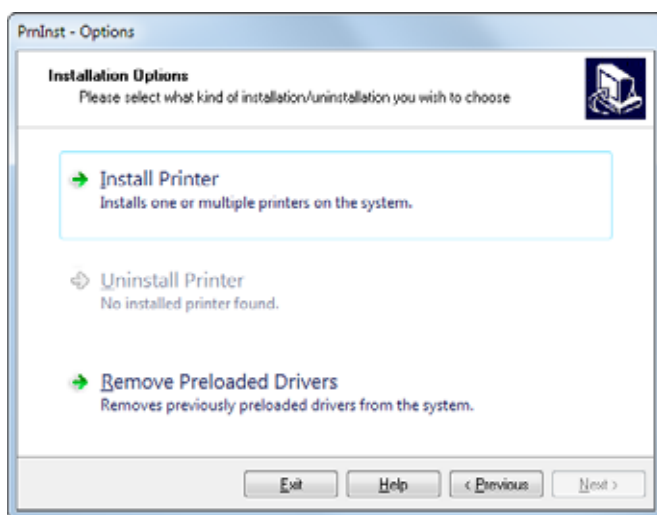 PrnInst - Options
Installation Options
Please select what kind of installation/uninstallation you wish to choose
Install Printer
Installs one or multiple printers on the system.
Uninstall Printer
No installed printer found.
Remove Preloaded Drivers
Removes previously preloaded drivers from the system.
Exit Help < Previous Next >